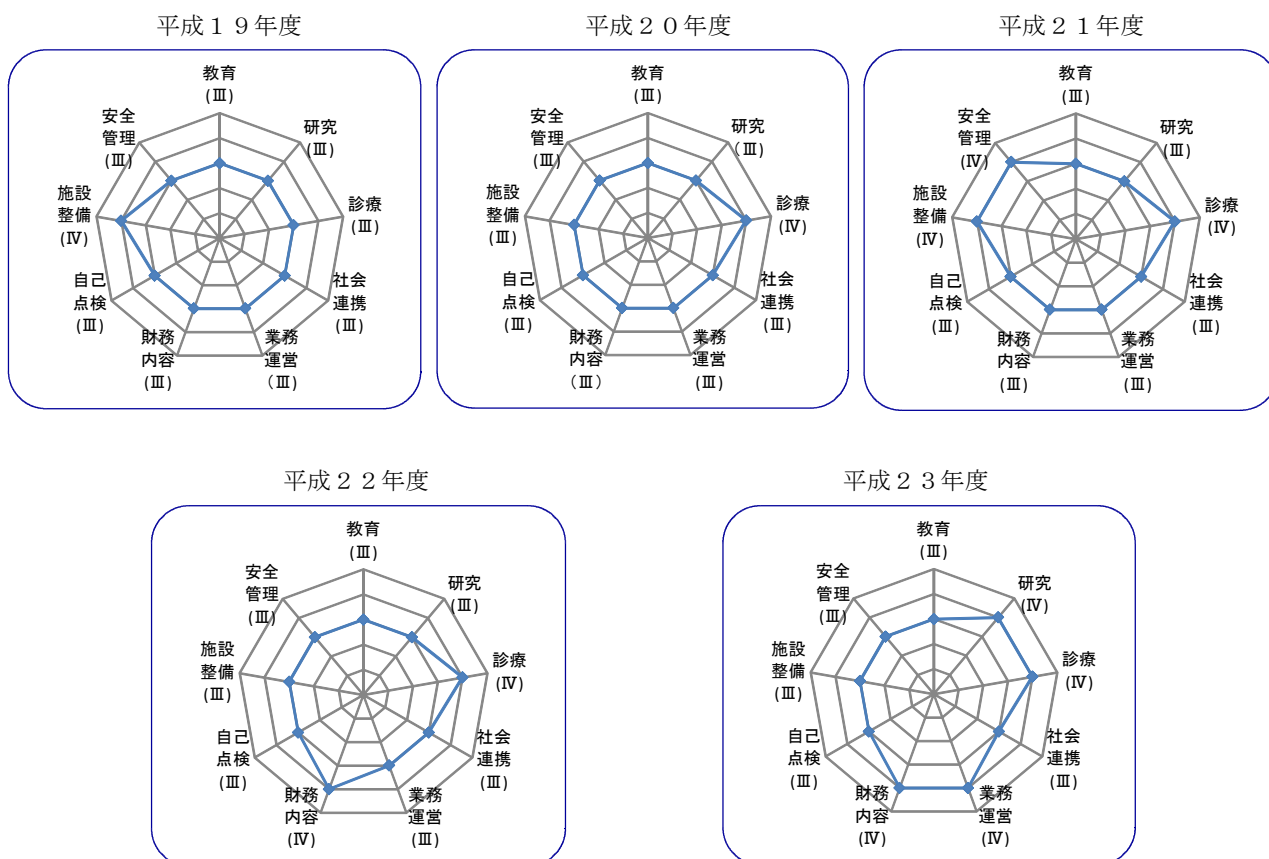 平成１９年度
教育
(Ⅲ)
研究
(Ⅲ)
診療
(Ⅲ)
社会
連携
(Ⅲ)
業務
運営
（Ⅲ)
財務
内容
(Ⅲ)
自己
点検
(Ⅲ)
施設
整備
(Ⅳ)
安全
管理
(Ⅲ)
平成２０年度
教育
(Ⅲ)
研究
（Ⅲ)
診療
(Ⅳ)
社会
連携
(Ⅲ)
業務
運営
(Ⅲ)
財務
内容
（Ⅲ）
自己
点検
(Ⅲ)
施設
整備
(Ⅲ)
安全
管理
(Ⅲ)
平成２１年度
教育
(Ⅲ)
研究
(Ⅲ)
診療
(Ⅳ)
社会
連携
(Ⅲ)
業務
運営
(Ⅲ)
財務
内容
(Ⅲ)
自己
点検
(Ⅲ)
施設
整備
(Ⅳ)
安全
管理
(Ⅳ)
平成２２年度
教育
(Ⅲ)
研究
(Ⅲ)
診療
(Ⅳ)
社会
連携
(Ⅲ)
業務
運営
(Ⅲ)
財務
内容
(Ⅳ)
自己
点検
(Ⅲ)
施設
整備
(Ⅲ)
安全
管理
(Ⅲ)
平成２３年度
教育
(Ⅲ)
研究
(Ⅳ)
診療
(Ⅳ)
社会
連携
(Ⅲ)
業務
運営
(Ⅳ)
財務
内容
(Ⅳ)
自己
点検
(Ⅲ)
施設
整備
(Ⅲ)
安全
管理
(Ⅲ)